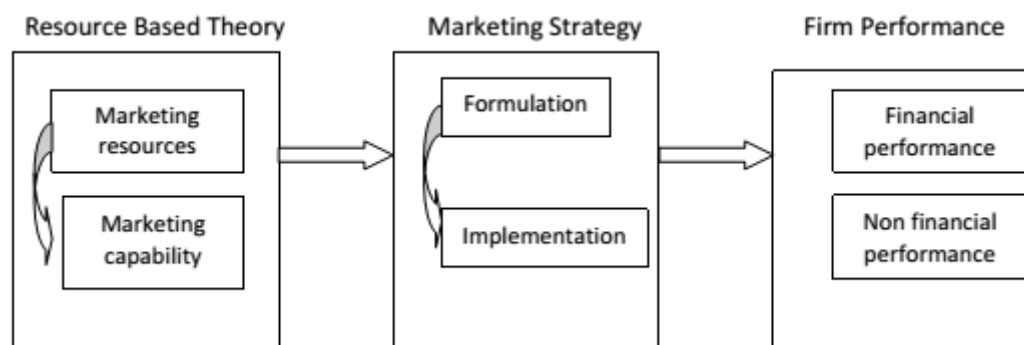 Resource Based Theory
Marketing
resources
Marketing
capability
Marketing Strategy
Formulation
Implementation
Firm Performance
Financial
performance
Non financial
performance